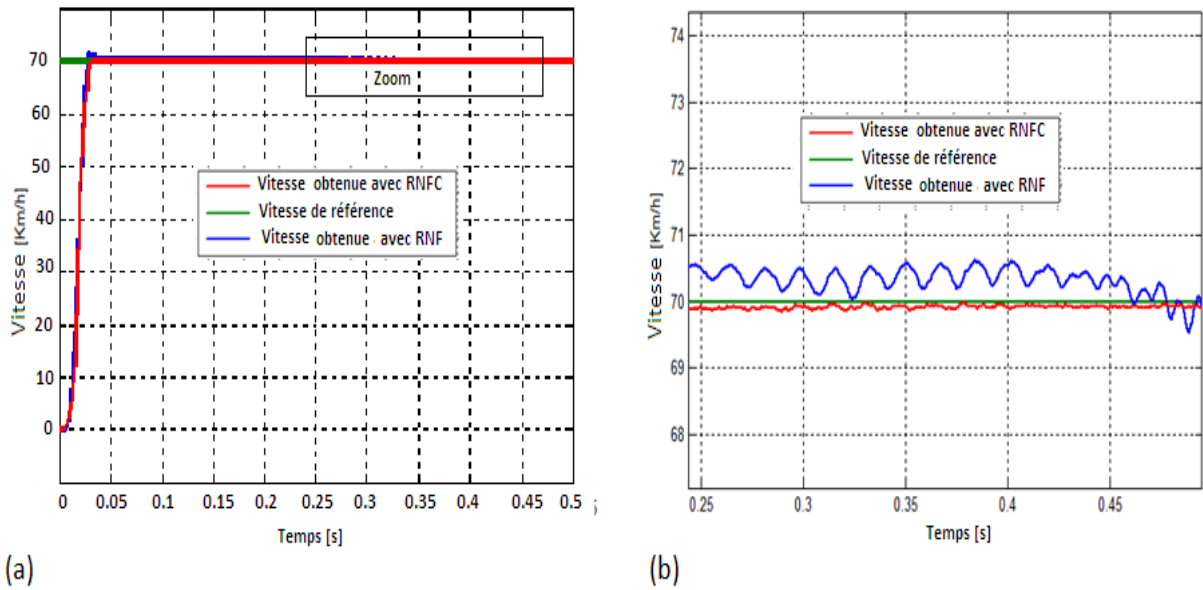 70
60
50
40
30
20
10
0
Vitesse [Km/h]
Zoom
Vitesse obtenue avec RNFC
Vitesse de référence
Vitesse obtenue avec RNF
0 0.05 0.1 0.15 0.2 0.25 0.3 0.35 0.4 0.45 0.5
Temps [s]
(a)
74
73
72
71
70
69
68
Vitesse [Km/h]
Vitesse obtenue avec RNFC
Vitesse de référence
Vitesse obtenue avec RNF
0.25 0.3 0.35 0.4 0.45
Temps [s]
(b)